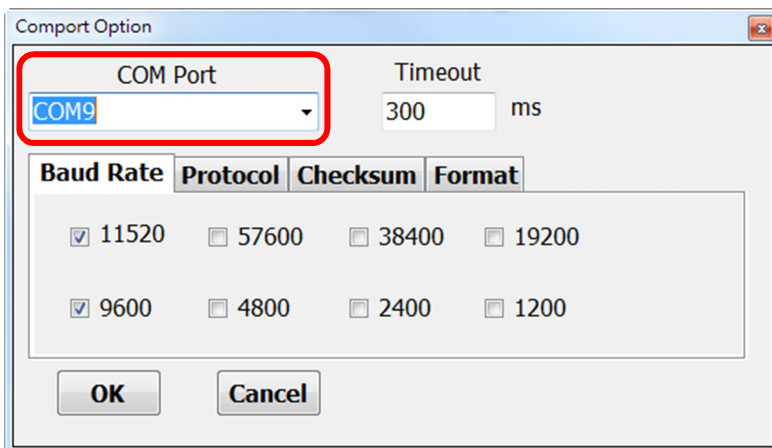 Comport Option
x
COM Port Timeout
COM9 300 ms
Baud Rate Protocol Checksum Format
11520 57600 38400 19200
9600 4800 2400 1200
OK Cancel